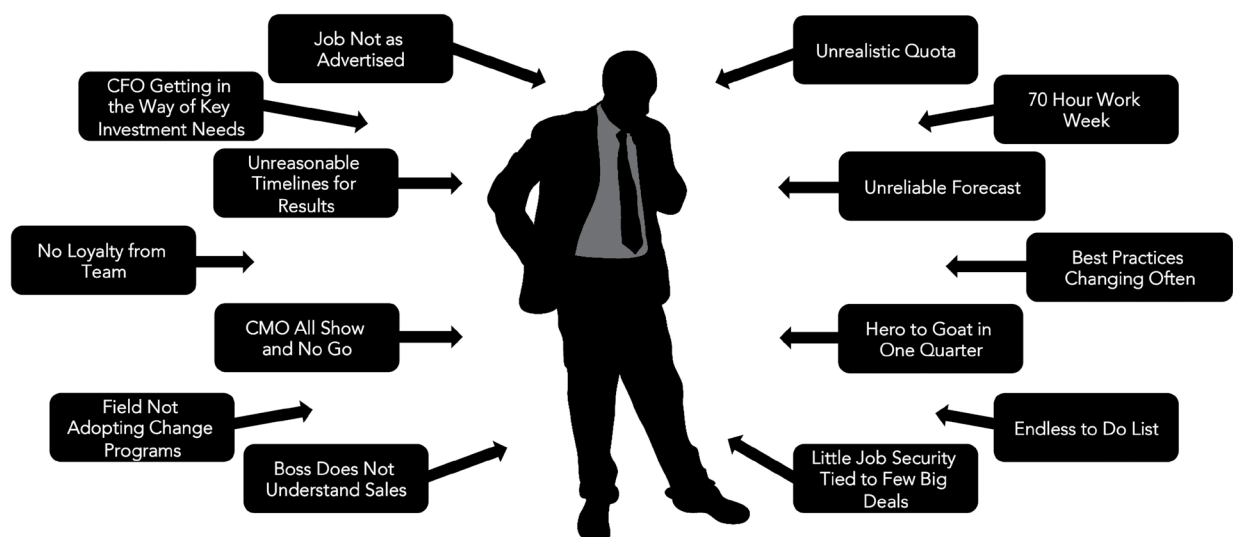 Job Not as
Advertised
CFO Getting in
the Way of Key
Investment Needs
Unreasonable
Timelines for
Results
No Loyalty from
Team
CMO All Show
and No Go
Field Not
Adopting Change
Programs
Boss Does Not
Understand Sales
Unrealistic Quota
70 Hour Work
Week
Unreliable Forecast
Best Practices
Changing Often
Hero to Goat in
One Quarter
Endless to Do List
Little Job Security
Tied to Few Big
Deals